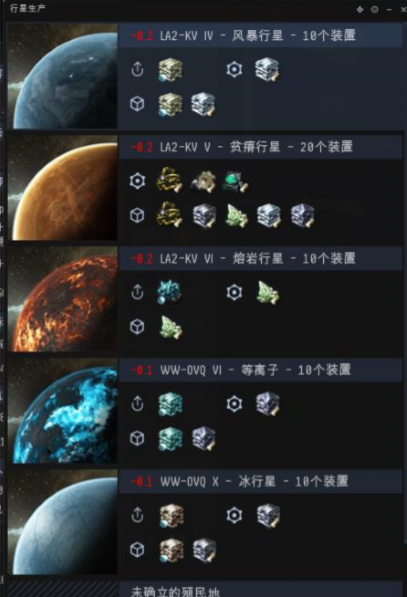 行星生产
-0.2 LA2-KV IV - 风暴行星 - 10个装置
-0.2 LA2-KV V - 贫瘠行星 - 20个装置
-0.2 LA2-KV VI - 熔岩行星 - 10个装置
-0.1 WW-OVQ VI - 等离子 - 10个装置
-0.1 WW-OVQ X - 冰行星 - 10个装置
未确立的殖民地